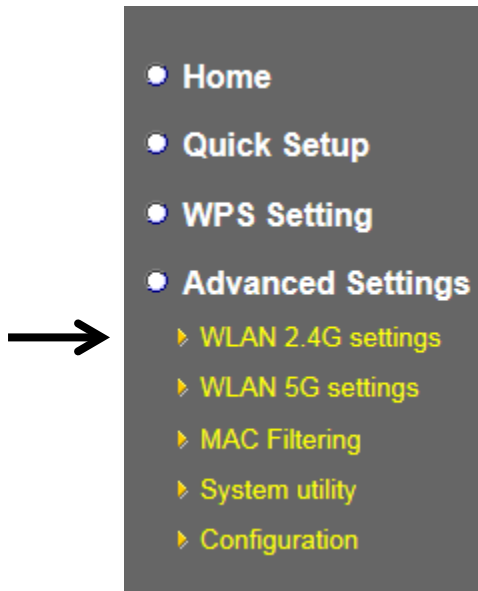 Home
Quick Setup
WPS Setting
Advanced Settings
WLAN 2.4G settings
WLAN 5G settings
MAC Filtering
System utility
Configuration